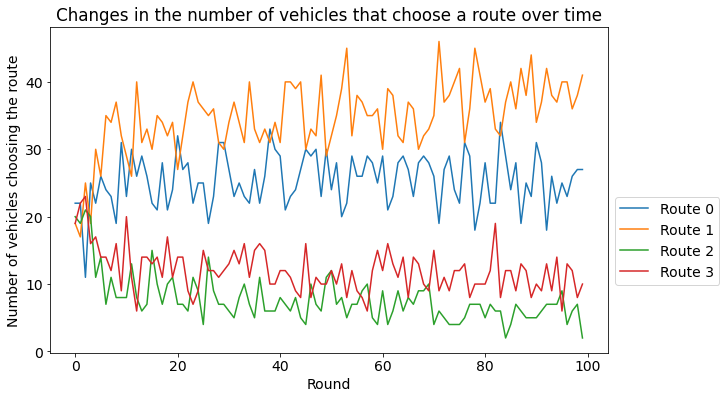 Changes in the number of vehicles that choose a route over time
Number of vehicles choosing the route
40
30
20
10
0
0 20 40 60 80 100
Round
Route 0
Route 1
Route 2
Route 3